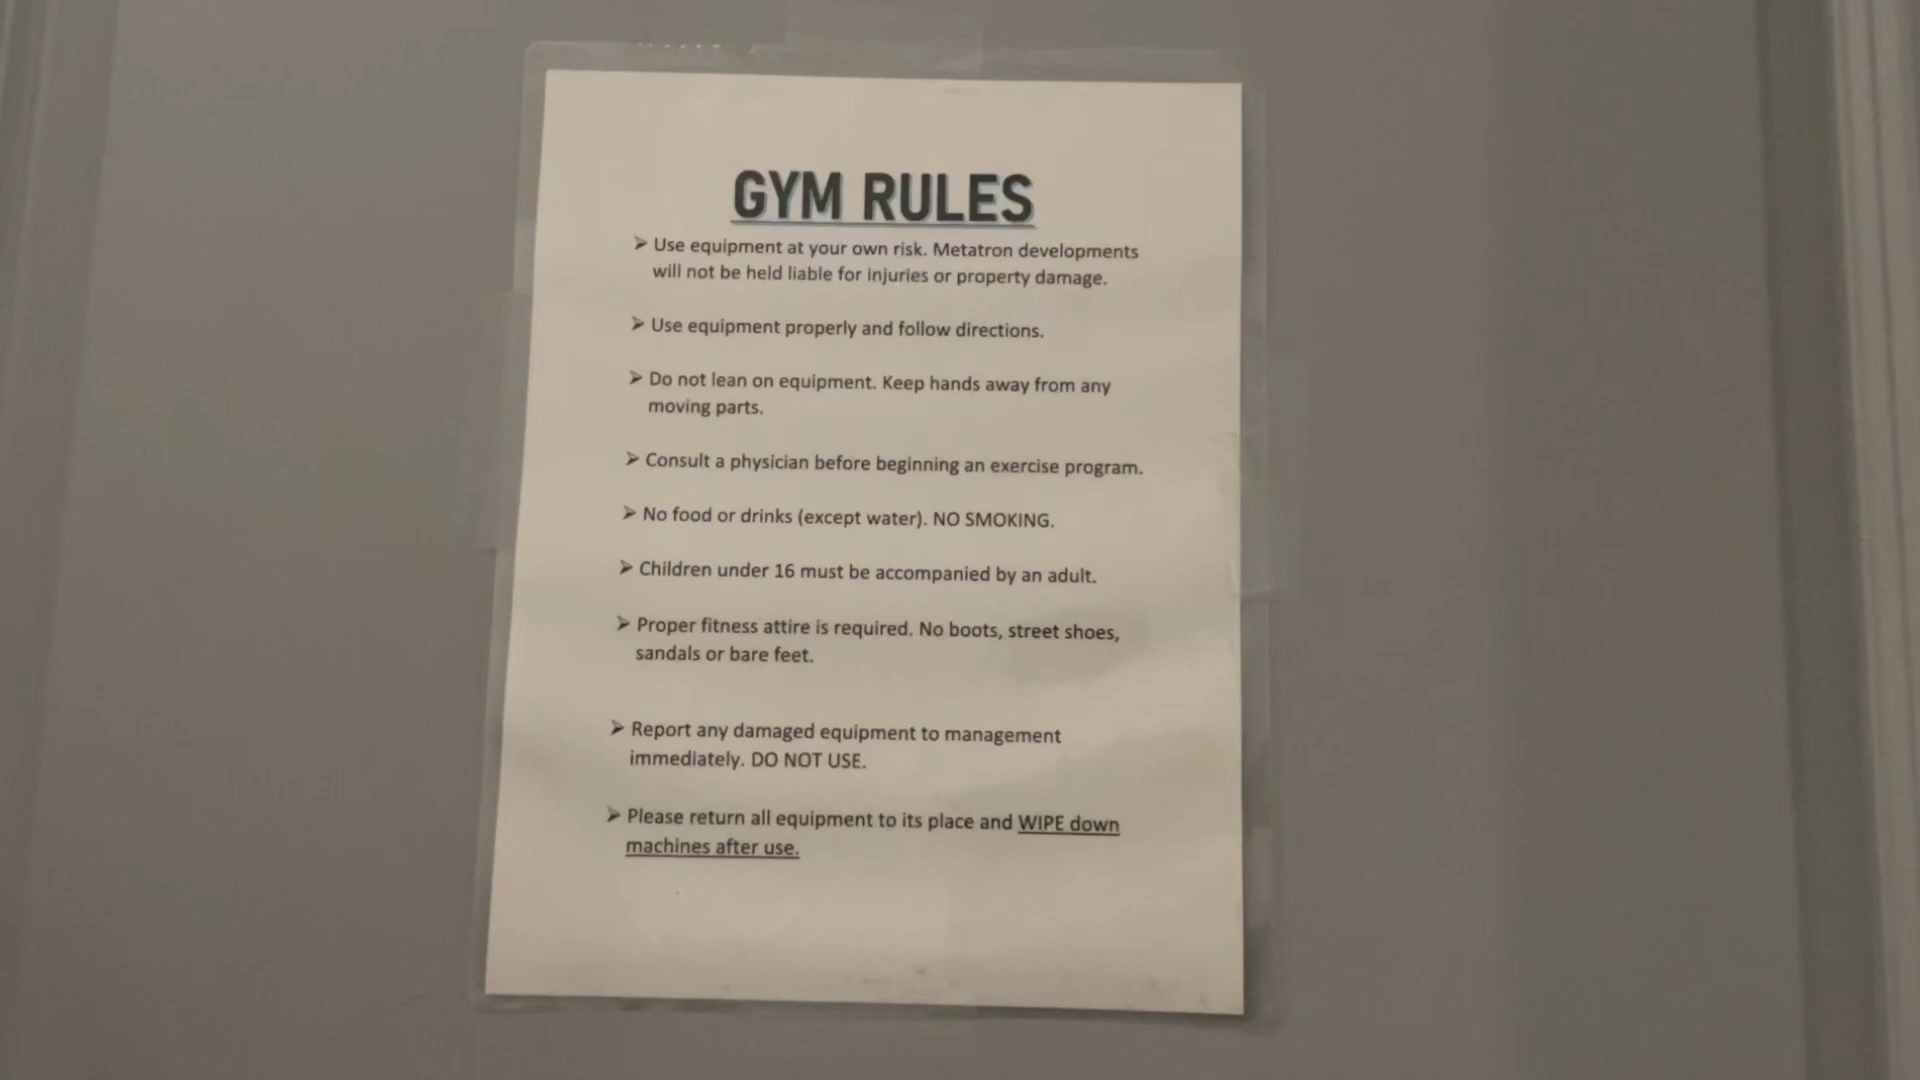 GYM RULES
➢ Use equipment at your own risk. Metatron developments
will not be held liable for injuries or property damage.
➢ Use equipment properly and follow directions.
➢ Do not lean on equipment. Keep hands away from any
moving parts.
➢ Consult a physician before beginning an exercise program.
➢ No food or drinks (except water). NO SMOKING.
➢ Children under 16 must be accompanied by an adult.
➢ Proper fitness attire is required. No boots, street shoes,
sandals or bare feet.
➢ Report any damaged equipment to management
immediately. DO NOT USE.
➢ Please return all equipment to its place and WIPE down
machines after use.